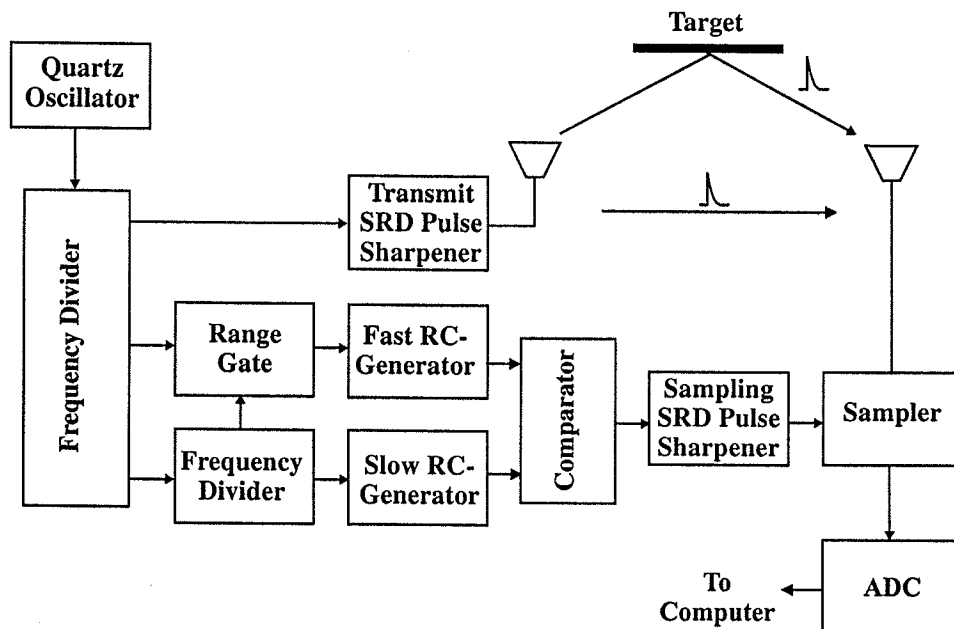 Target
Quartz
Oscillator
Frequency Divider
Transmit
SRD Pulse
Sharpener
Range
Gate
Fast RC-
Generator
Frequency
Divider
Slow RC-
Generator
Comparator
Sampling
SRD Pulse
Sharpener
Sampler
ADC
To
Computer